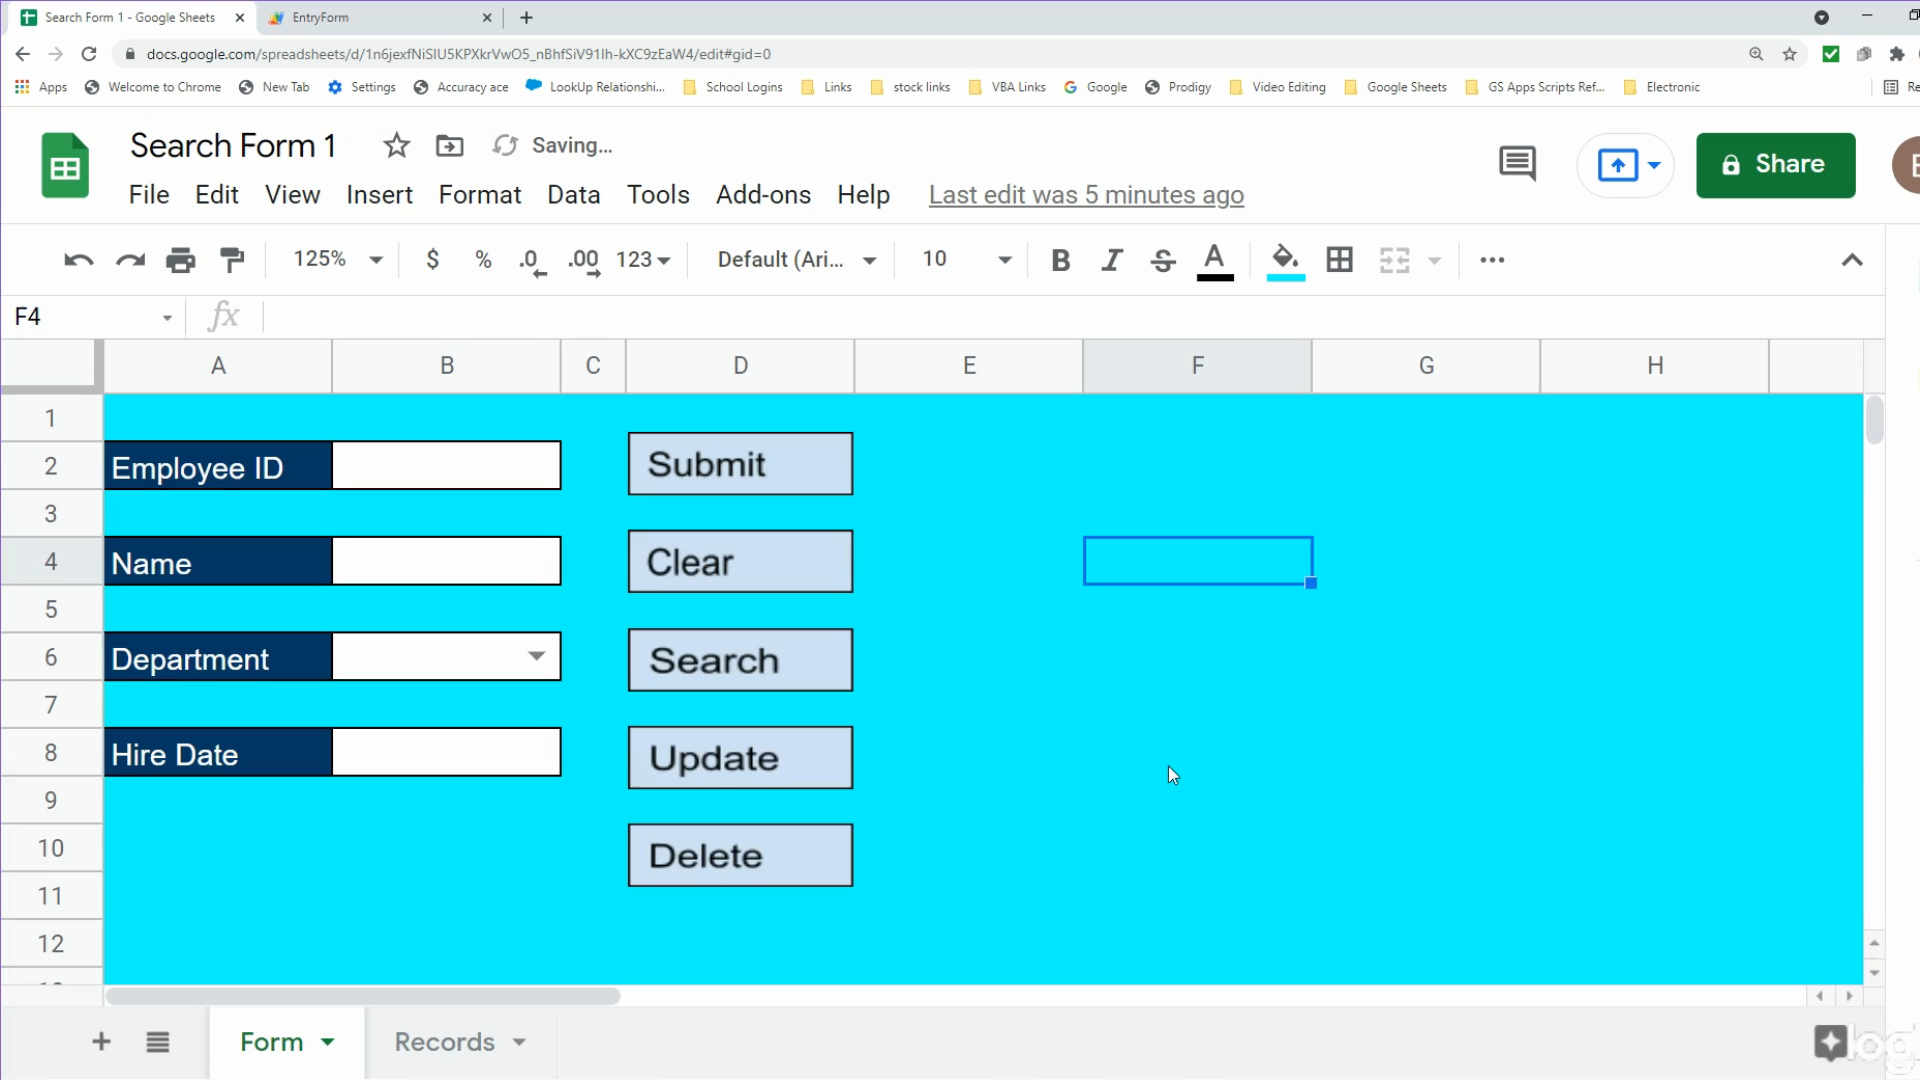 Search Form 1 - Google Sheets
EntryForm
docs.google.com/spreadsheets/d/1n6jexfNiSIU5KPXkrVwO5_nBhfSiV91Ih-kXC9zEaW4/edit#gid=0
Apps Welcome to Chrome New Tab Settings Accuracy ace LookUp Relationshi... School Logins Links stock links VBA Links Google Prodigy Video Editing Google Sheets GS Apps Scripts Ref... Electronic
Search Form 1 Saving...
Share
File Edit View Insert Format Data Tools Add-ons Help Last edit was 5 minutes ago
125% $ % .0 .00 123 Default (Ari... 10 B I S A
F4 fx
A B C D E F G H
1
2 Employee ID Submit
3
4 Name Clear
5
6 Department Search
7
8 Hire Date Update
9
10 Delete
11
12
Form Records